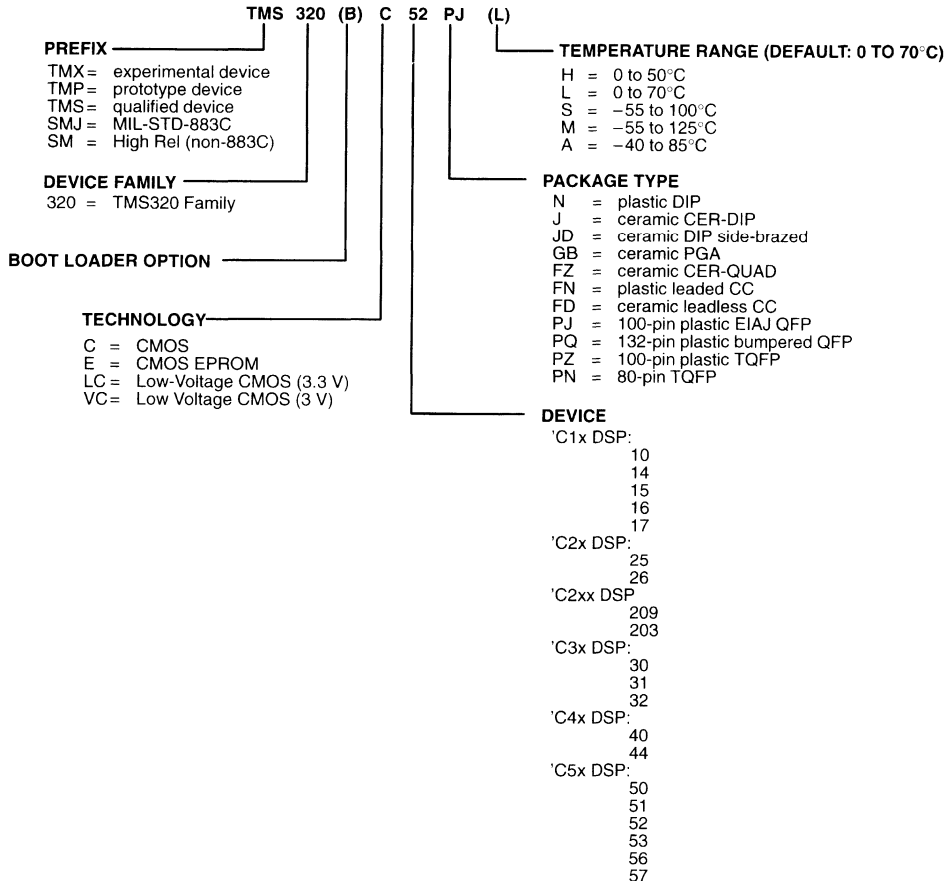 TMS 320 (B) C 52 PJ (L)
PREFIX
TMX = experimental device
TMP = prototype device
TMS = qualified device
SMJ = MIL-STD-883C
SM = High Rel (non-883C)
DEVICE FAMILY
320 = TMS320 Family
BOOT LOADER OPTION
TECHNOLOGY
C = CMOS
E = CMOS EPROM
LC = Low-Voltage CMOS (3.3 V)
VC = Low Voltage CMOS (3 V)
TEMPERATURE RANGE (DEFAULT: 0 TO 70°C)
H = 0 to 50°C
L = 0 to 70°C
S = −55 to 100°C
M = −55 to 125°C
A = −40 to 85°C
PACKAGE TYPE
N = plastic DIP
J = ceramic CER-DIP
JD = ceramic DIP side-brazed
GB = ceramic PGA
FZ = ceramic CER-QUAD
FN = plastic leaded CC
FD = ceramic leadless CC
PJ = 100-pin plastic EIAJ QFP
PQ = 132-pin plastic bumpered QFP
PZ = 100-pin plastic TQFP
PN = 80-pin TQFP
DEVICE
'C1x DSP:
10
14
15
16
17
'C2x DSP:
25
26
'C2xx DSP
209
203
'C3x DSP:
30
31
32
'C4x DSP:
40
44
'C5x DSP:
50
51
52
53
56
57